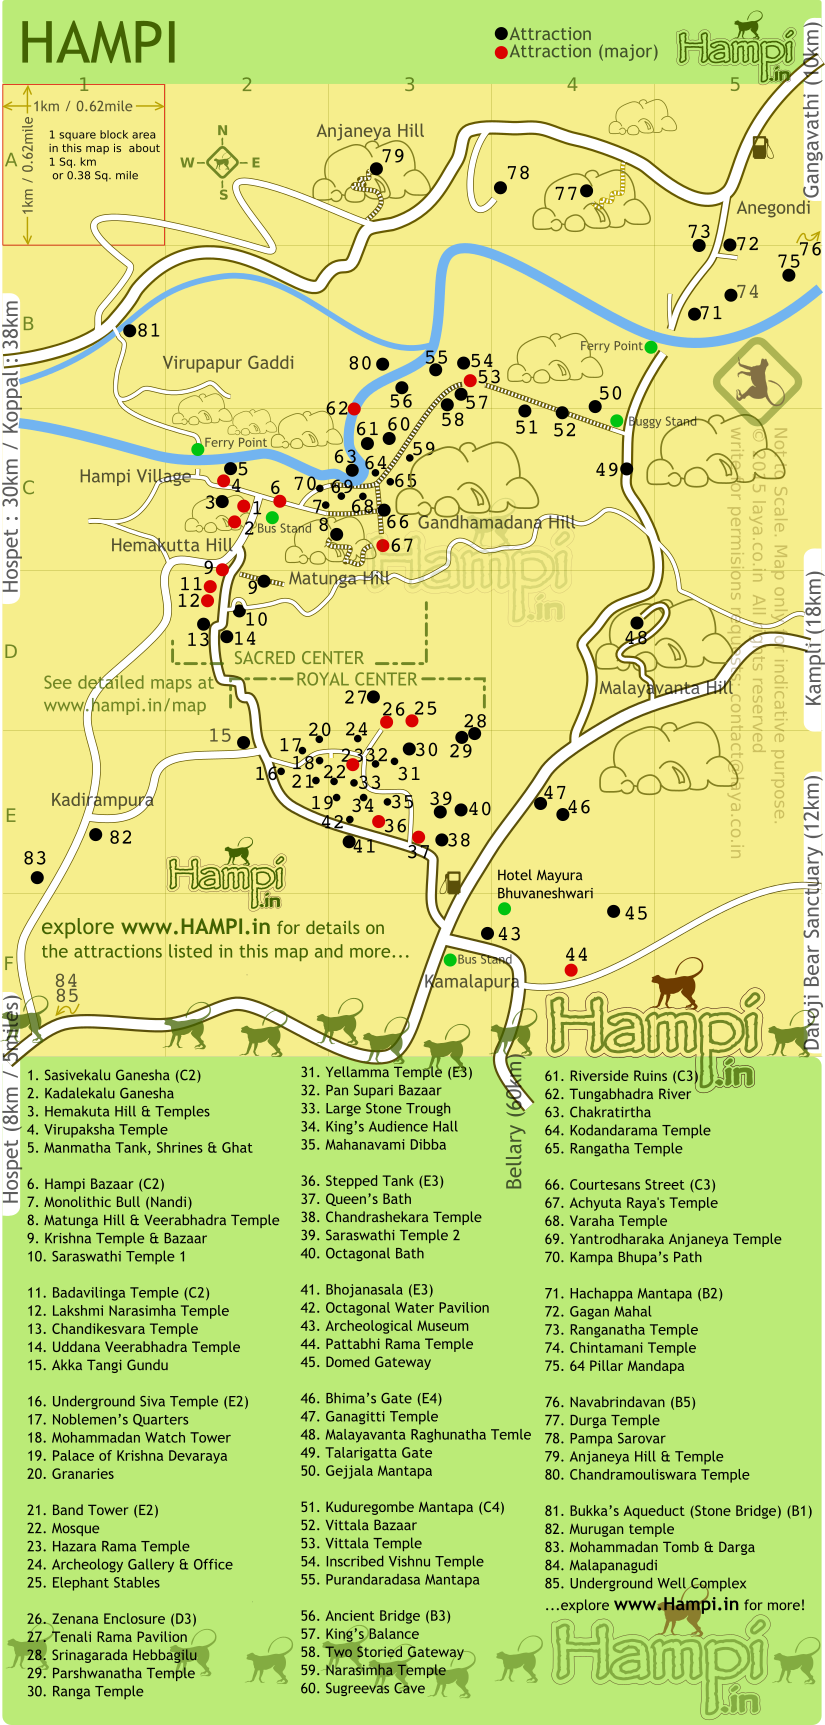 HAMPI
Attraction
Attraction (major)
Hampi.in
1 2 3 4 5
1km / 0.62mile
1km / 0.62mile
1 square block area
in this map is about
1 Sq. km
or 0.38 Sq. mile
A
N
W E
S
Anjaneya Hill
79
78
77
Gangavathi (10km)
Anegondi
73
72
76
75
74
71
B
81
Virupapur Gaddi
80
55
54
53
56
57
58
62
Ferry Point
50
51
52
Buggy Stand
Hospet : 30km / Koppal : 38km
61
60
59
Ferry Point
63
64
65
49
C
Hampi Village
5
4
3
6
1
2
Bus Stand
70
69
7
68
66
8
67
Gandhamadana Hill
Hemakutta Hill
Matunga Hill
Hampi.in
9
9
11
12
10
13
14
D
SACRED CENTER
ROYAL CENTER
See detailed maps at
www.hampi.in/map
48
Malayavanta Hill
Kampli (18km)
Not to Scale. Map only for indicative purpose.
© 2015 laya.co.in All rights reserved
27
26
25
28
29
15
20
24
17
18
23
32
30
31
16
21
22
33
19
34
35
39
40
42
36
41
37
38
47
46
E
Kadirampura
82
83
Hampi.in
Hotel Mayura
Bhuvaneshwari
45
43
44
Daroji Bear Sanctuary (12km)
explore www.HAMPI.in for details on
the attractions listed in this map and more...
F
Bus Stand
Kamalapura
84
85
Hampi.in
Hospet (8km / 5miles)
Bellary (60km)
1. Sasivekalu Ganesha (C2)
2. Kadalekalu Ganesha
3. Hemakuta Hill & Temples
4. Virupaksha Temple
5. Manmatha Tank, Shrines & Ghat
6. Hampi Bazaar (C2)
7. Monolithic Bull (Nandi)
8. Matunga Hill & Veerabhadra Temple
9. Krishna Temple & Bazaar
10. Saraswathi Temple 1
11. Badavilinga Temple (C2)
12. Lakshmi Narasimha Temple
13. Chandikesvara Temple
14. Uddana Veerabhadra Temple
15. Akka Tangi Gundu
16. Underground Siva Temple (E2)
17. Noblemen's Quarters
18. Mohammadan Watch Tower
19. Palace of Krishna Devaraya
20. Granaries
21. Band Tower (E2)
22. Mosque
23. Hazara Rama Temple
24. Archeology Gallery & Office
25. Elephant Stables
26. Zenana Enclosure (D3)
27. Tenali Rama Pavilion
28. Srinagarada Hebbagilu
29. Parshwanatha Temple
30. Ranga Temple
31. Yellamma Temple (E3)
32. Pan Supari Bazaar
33. Large Stone Trough
34. King's Audience Hall
35. Mahanavami Dibba
36. Stepped Tank (E3)
37. Queen's Bath
38. Chandrashekara Temple
39. Saraswathi Temple 2
40. Octagonal Bath
41. Bhojanasala (E3)
42. Octagonal Water Pavilion
43. Archeological Museum
44. Pattabhi Rama Temple
45. Domed Gateway
46. Bhima's Gate (E4)
47. Ganagitti Temple
48. Malayavanta Raghunatha Temle
49. Talarigatta Gate
50. Gejjala Mantapa
51. Kuduregombe Mantapa (C4)
52. Vittala Bazaar
53. Vittala Temple
54. Inscribed Vishnu Temple
55. Purandaradasa Mantapa
56. Ancient Bridge (B3)
57. King's Balance
58. Two Storied Gateway
59. Narasimha Temple
60. Sugreevas Cave
61. Riverside Ruins (C3)
62. Tungabhadra River
63. Chakratirtha
64. Kodandarama Temple
65. Rangatha Temple
66. Courtesans Street (C3)
67. Achyuta Raya's Temple
68. Varaha Temple
69. Yantrodharaka Anjaneya Temple
70. Kampa Bhupa's Path
71. Hachappa Mantapa (B2)
72. Gagan Mahal
73. Ranganatha Temple
74. Chintamani Temple
75. 64 Pillar Mandapa
76. Navabrindavan (B5)
77. Durga Temple
78. Pampa Sarovar
79. Anjaneya Hill & Temple
80. Chandramouliswara Temple
81. Bukka's Aqueduct (Stone Bridge) (B1)
82. Murugan temple
83. Mohammadan Tomb & Darga
84. Malapanagudi
85. Underground Well Complex
...explore www.Hampi.in for more!
Hampi.in